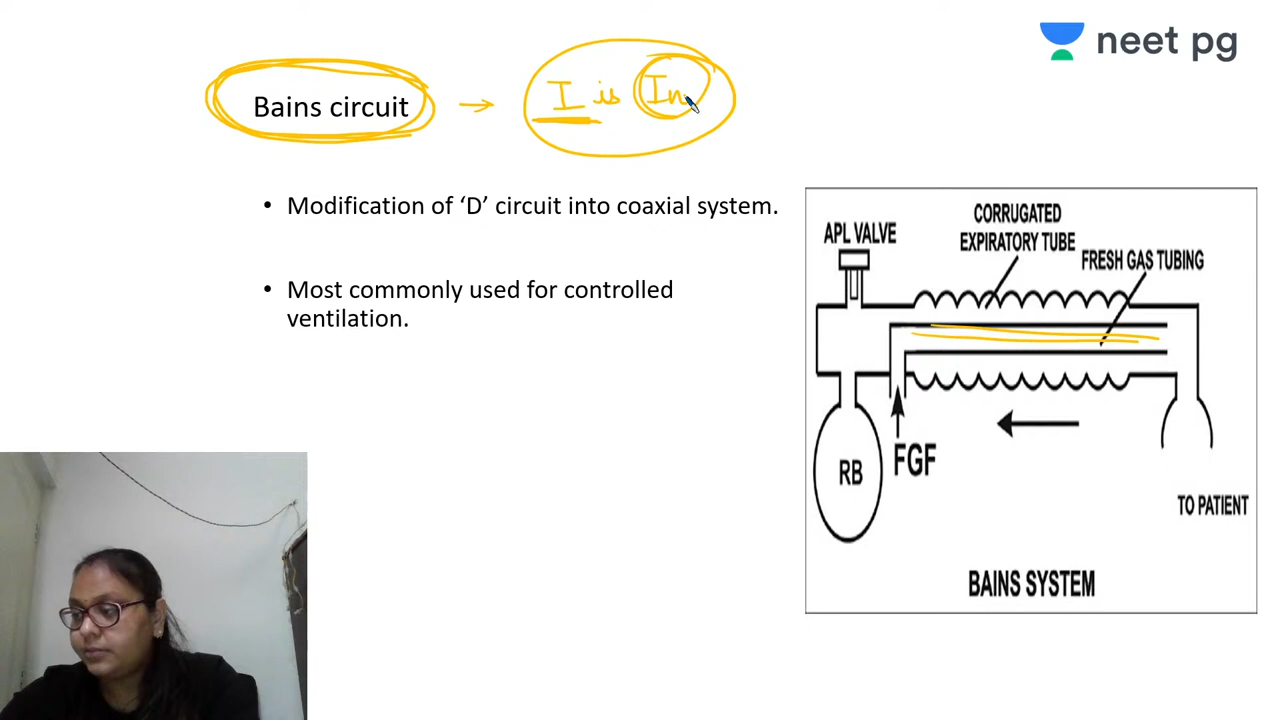 neet pg
Bains circuit → I is In
• Modification of ‘D’ circuit into coaxial system.
• Most commonly used for controlled
ventilation.
CORRUGATED
EXPIRATORY TUBE
APL VALVE
FRESH GAS TUBING
RB
FGF
TO PATIENT
BAINS SYSTEM